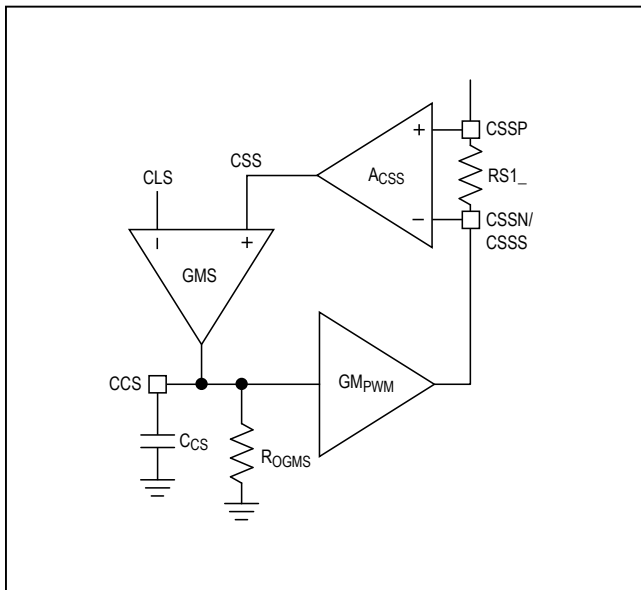 CSSP
+
ACSS
RS1_
CSS
CLS
−
CSSN/
CSSS
− +
GMS
CCS
GMPWM
CCS
ROGMS